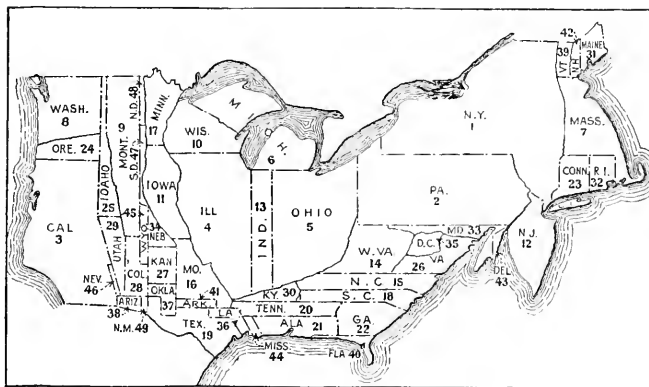 WASH.
8
ORE. 24
CAL
3
IDAHO
25
29
UTAH
NEV.
46
MONT. 9
N.D. 48
S.D. 47
45
34
NEB
W
Y
O
COL
28
ARIZ
38
N.M. 49
MINN.
17
IOWA
11
KAN
27
OKLA.
37
TEX.
19
WIS.
10
ILL
4
MO.
16
ARK.
41
LA
36
MICH.
6
13
IND.
OHIO
5
KY. 30
TENN. 20
ALA 21
MISS.
44
GA.
22
FLA 40
N.Y.
1
PA.
2
W.VA
14
D.C.
35
MD 33
VA
26
N. C. 15
S. C. 18
N.J.
12
DEL
43
42
39
VT
N.H.
MAINE
31
MASS.
7
CONN.
23
R.I.
32